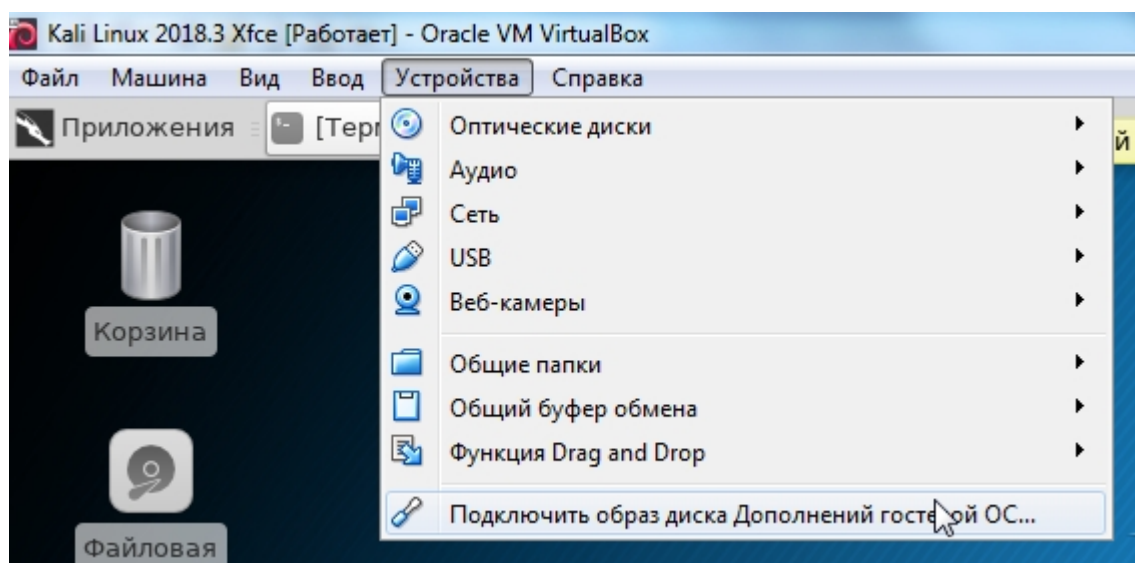 Kali Linux 2018.3 Xfce [Работает] - Oracle VM VirtualBox
Файл Машина Вид Ввод Устройства Справка
Приложения [Терм
Оптические диски
й
Аудио
Сеть
USB
Веб-камеры
Корзина
Общие папки
Общий буфер обмена
Функция Drag and Drop
Подключить образ диска Дополнений гостевой ОС...
Файловая